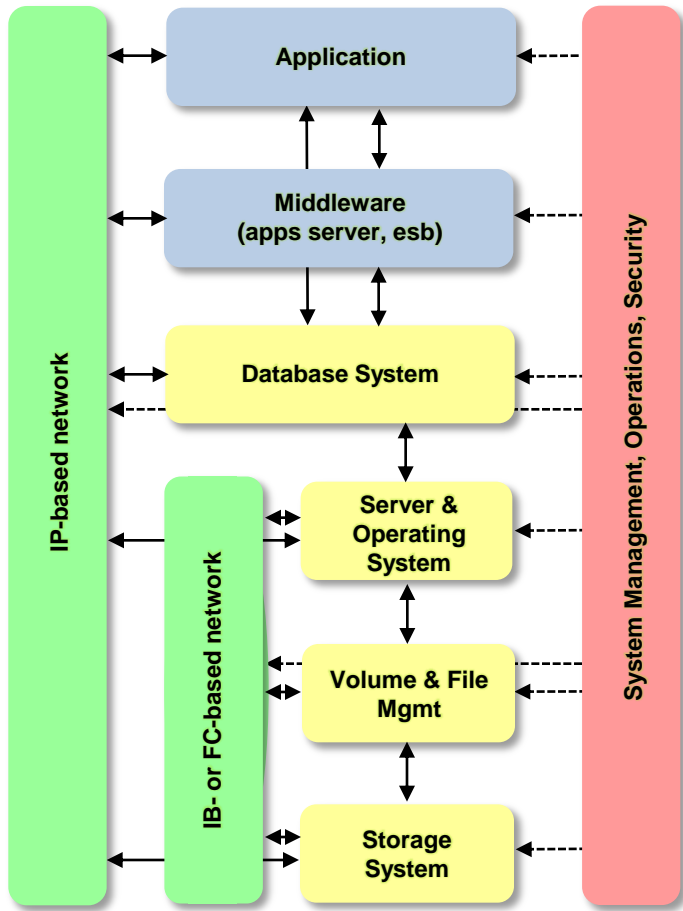 Application
Middleware
(apps server, esb)
Database System
Server &
Operating
System
Volume & File
Mgmt
Storage
System
IP-based network
IB- or FC-based network
System Management, Operations, Security